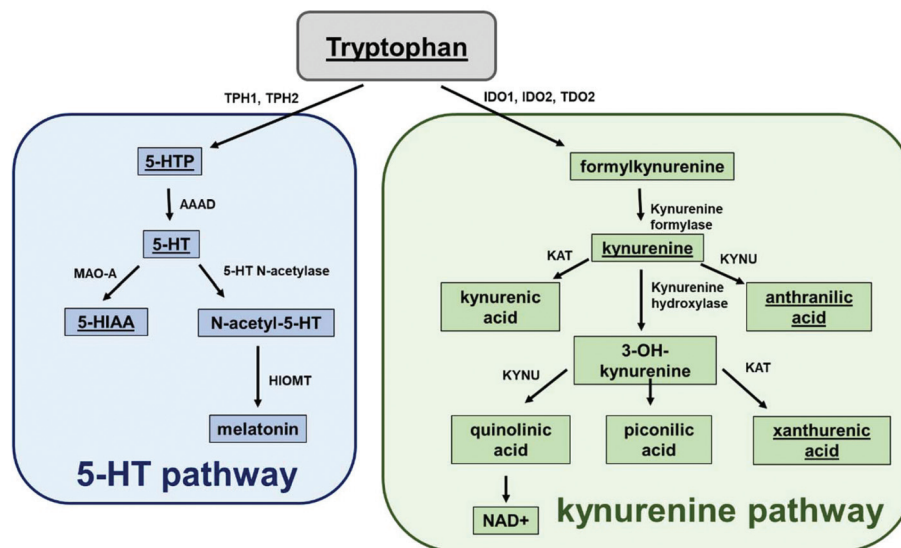 Tryptophan
TPH1, TPH2
IDO1, IDO2, TDO2
5-HTP
AAAD
5-HT
MAO-A
5-HT N-acetylase
5-HIAA
N-acetyl-5-HT
HIOMT
melatonin
5-HT pathway
formylkynurenine
Kynurenine
formylase
kynurenine
KAT
KYNU
Kynurenine
hydroxylase
kynurenic
acid
anthranilic
acid
3-OH-
kynurenine
KYNU
KAT
quinolinic
acid
piconilic
acid
xanthurenic
acid
NAD+
kynurenine pathway